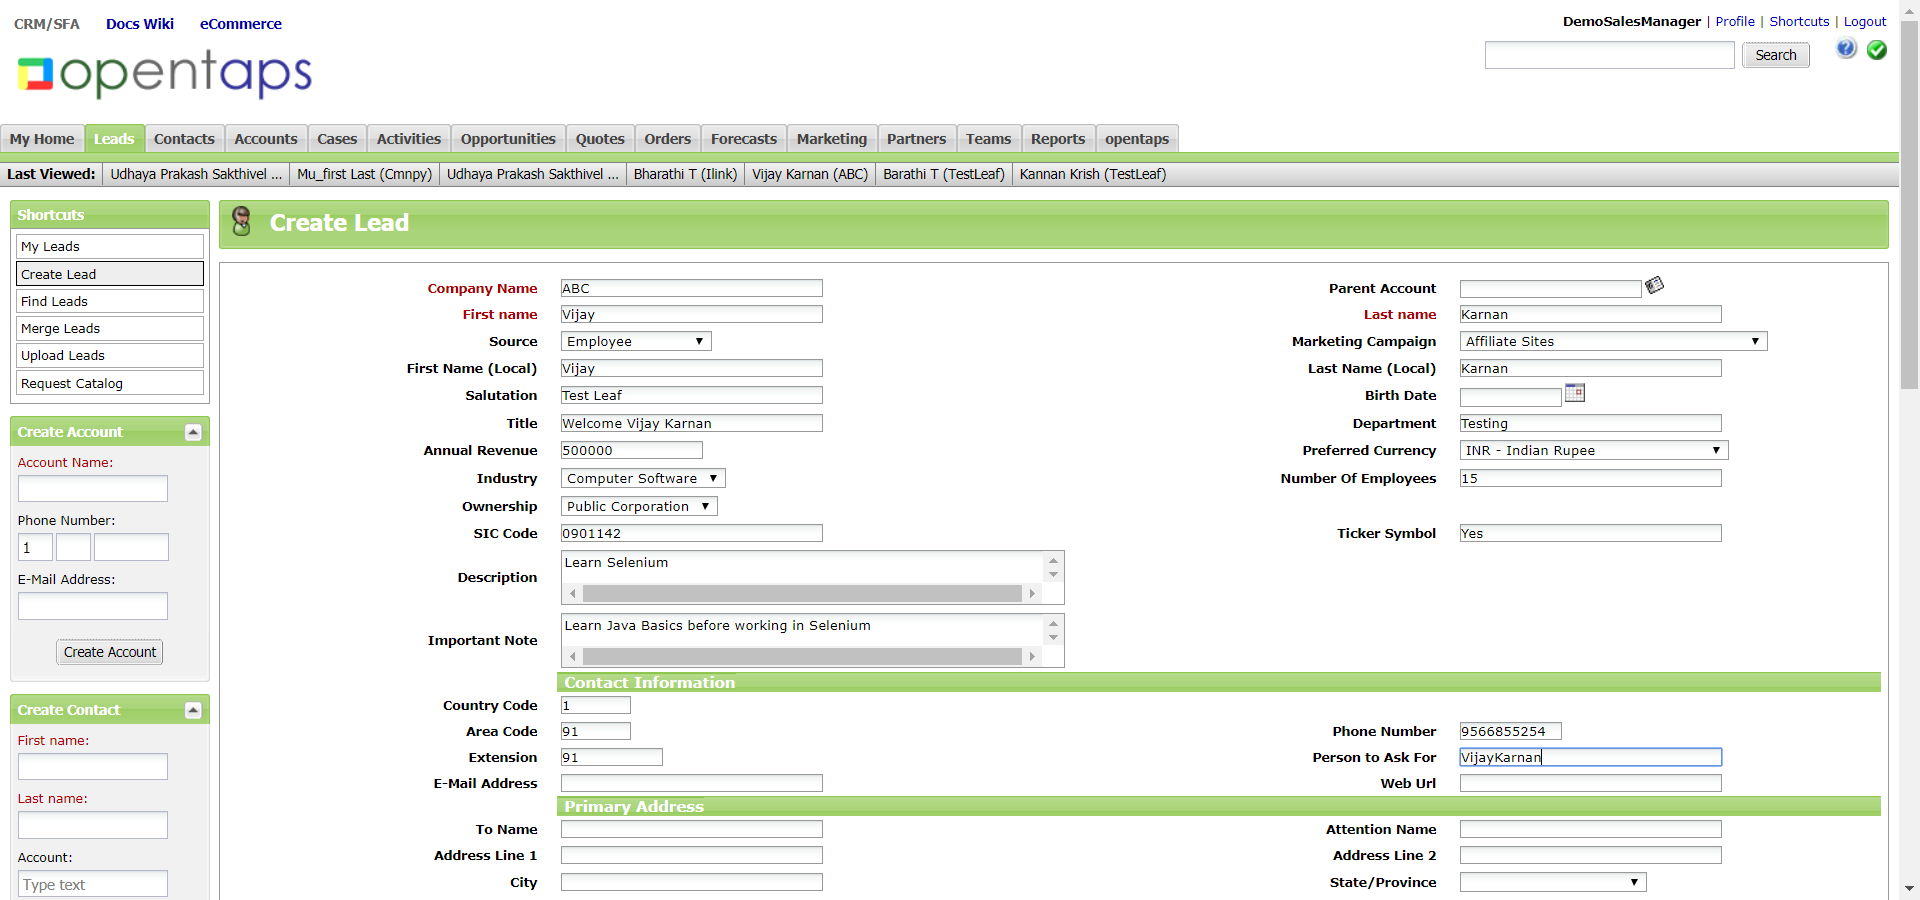 CRM/SFA Docs Wiki eCommerce
DemoSalesManager | Profile | Shortcuts | Logout
opentaps
Search
My Home Leads Contacts Accounts Cases Activities Opportunities Quotes Orders Forecasts Marketing Partners Teams Reports opentaps
Last Viewed: Udhaya Prakash Sakthivel ... Mu_first Last (Cmnpy) Udhaya Prakash Sakthivel ... Bharathi T (Ilink) Vijay Karnan (ABC) Barathi T (TestLeaf) Kannan Krish (TestLeaf)
Shortcuts
My Leads
Create Lead
Find Leads
Merge Leads
Upload Leads
Request Catalog
Create Account
Account Name:
Phone Number:
1
E-Mail Address:
Create Account
Create Contact
First name:
Last name:
Account:
Type text
Create Lead
Company Name ABC Parent Account
First name Vijay Last name Karnan
Source Employee Marketing Campaign Affiliate Sites
First Name (Local) Vijay Last Name (Local) Karnan
Salutation Test Leaf Birth Date
Title Welcome Vijay Karnan Department Testing
Annual Revenue 500000 Preferred Currency INR - Indian Rupee
Industry Computer Software Number Of Employees 15
Ownership Public Corporation
SIC Code 0901142 Ticker Symbol Yes
Description Learn Selenium
Important Note Learn Java Basics before working in Selenium
Contact Information
Country Code 1
Area Code 91 Phone Number 9566855254
Extension 91 Person to Ask For VijayKarnan
E-Mail Address Web Url
Primary Address
To Name Attention Name
Address Line 1 Address Line 2
City State/Province